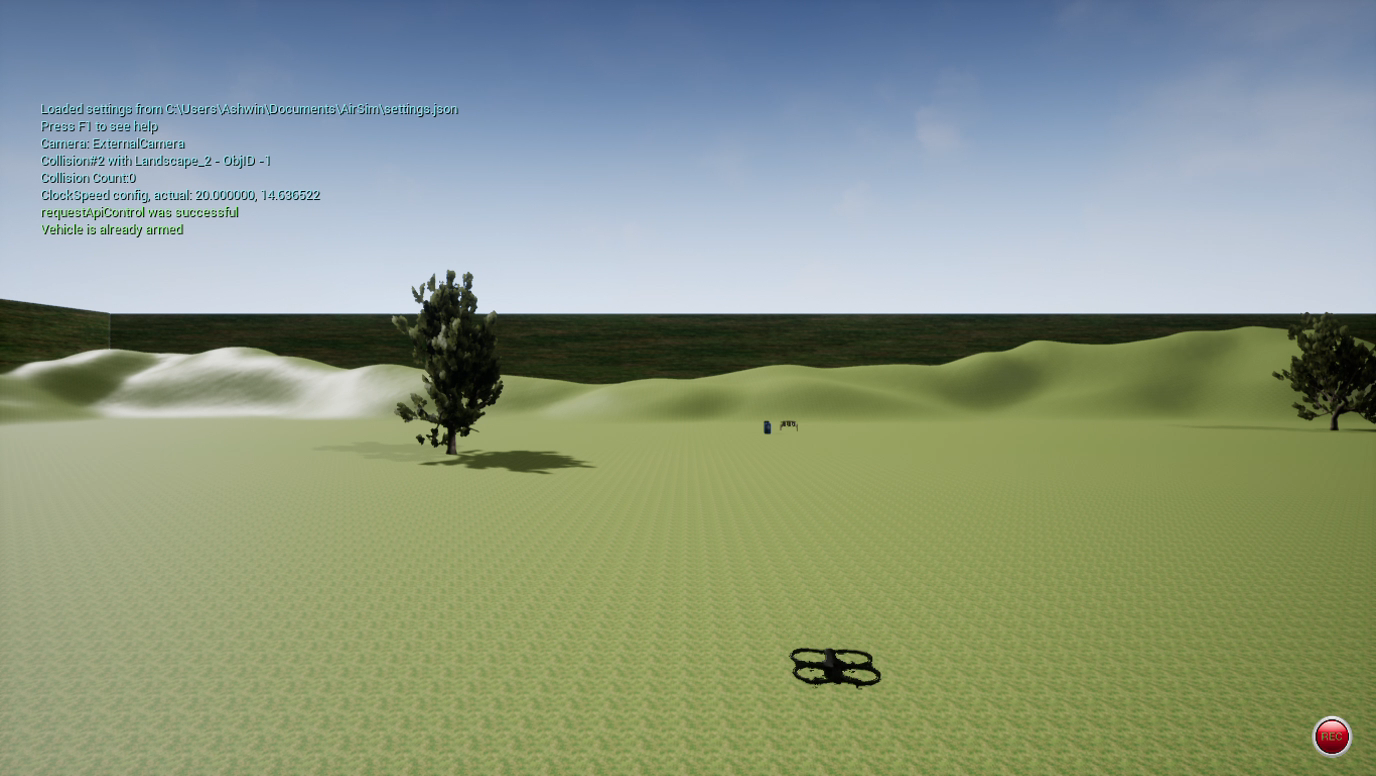 Loaded settings from C:\Users\Ashwin\Documents\AirSim\settings.json
Press F1 to see help
Camera: ExternalCamera
Collision#2 with Landscape_2 - ObjID -1
Collision Count:0
ClockSpeed config, actual: 20.000000, 14.636522
requestApiControl was successful
Vehicle is already armed
REC